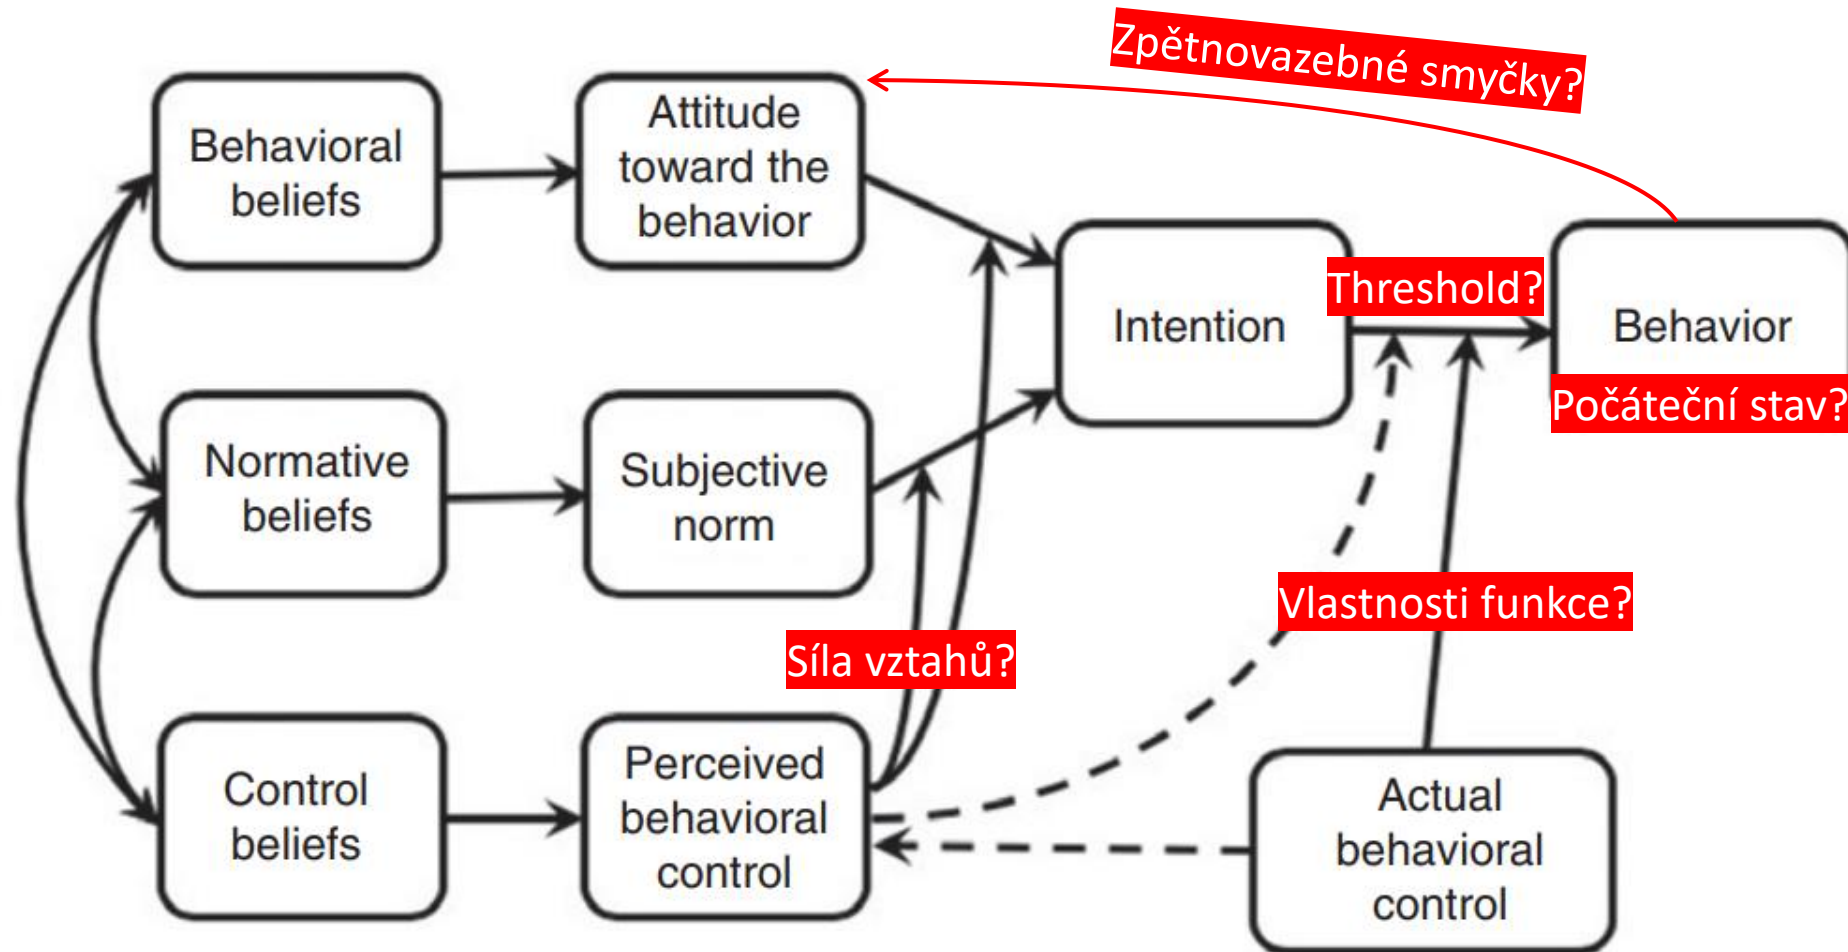 Zpětnovazebné smyčky?
Behavioral
beliefs
Attitude
toward the
behavior
Intention
Threshold?
Behavior
Počáteční stav?
Normative
beliefs
Subjective
norm
Síla vztahů?
Vlastnosti funkce?
Control
beliefs
Perceived
behavioral
control
Actual
behavioral
control